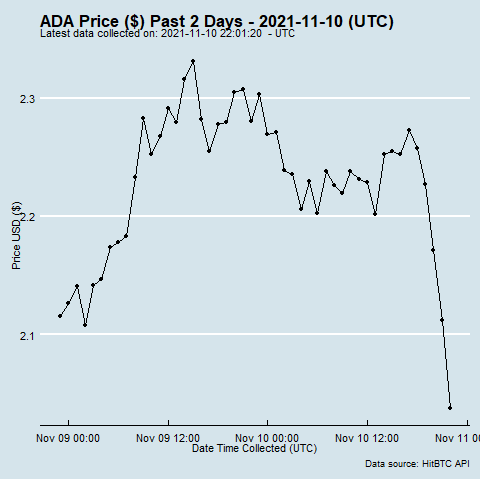 ADA Price ($) Past 2 Days - 2021-11-10 (UTC)
Latest data collected on: 2021-11-10 22:01:20 - UTC
2.3
2.2
2.1
Price USD ($)
Nov 09 00:00 Nov 09 12:00 Nov 10 00:00 Nov 10 12:00 Nov 11 0
Date Time Collected (UTC)
Data source: HitBTC API